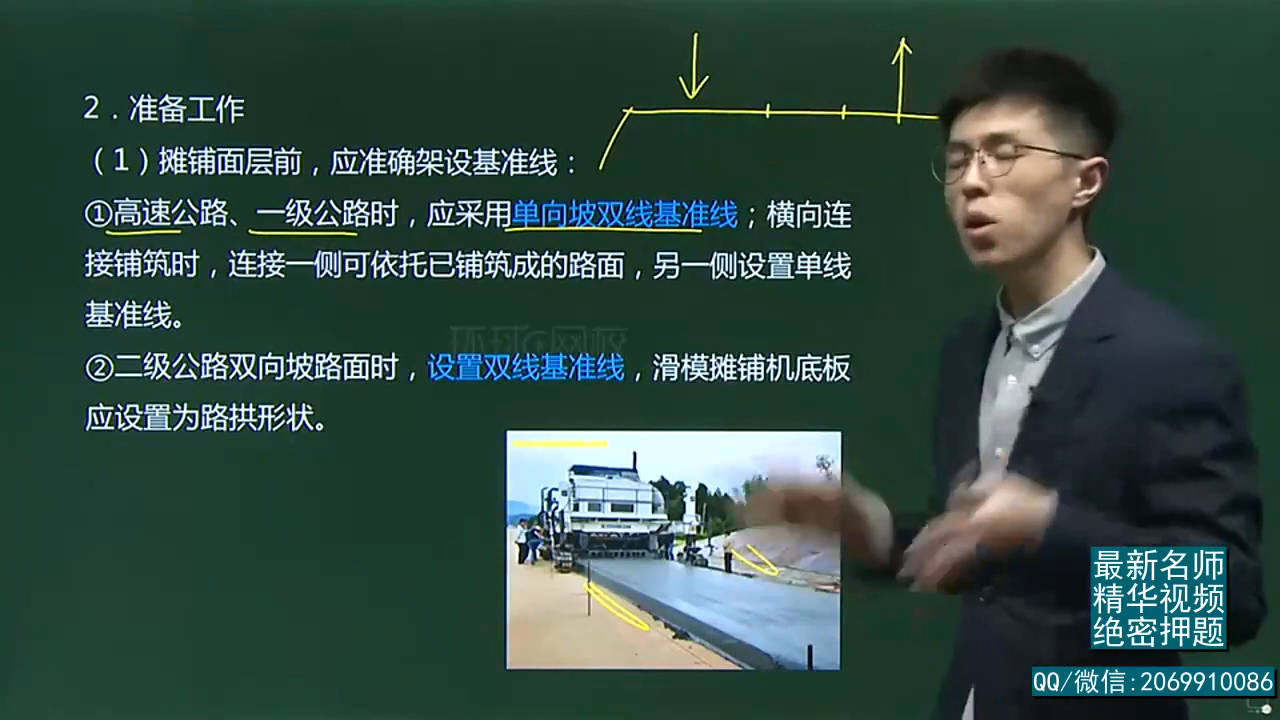 2．准备工作
（1）摊铺面层前，应准确架设基准线：
①高速公路、一级公路时，应采用单向坡双线基准线；横向连
接铺筑时，连接一侧可依托已铺筑成的路面，另一侧设置单线
基准线。
环球网校
②二级公路双向坡路面时，设置双线基准线，滑模摊铺机底板
应设置为路拱形状。
最新名师
精华视频
绝密押题
QQ/微信:2069910086